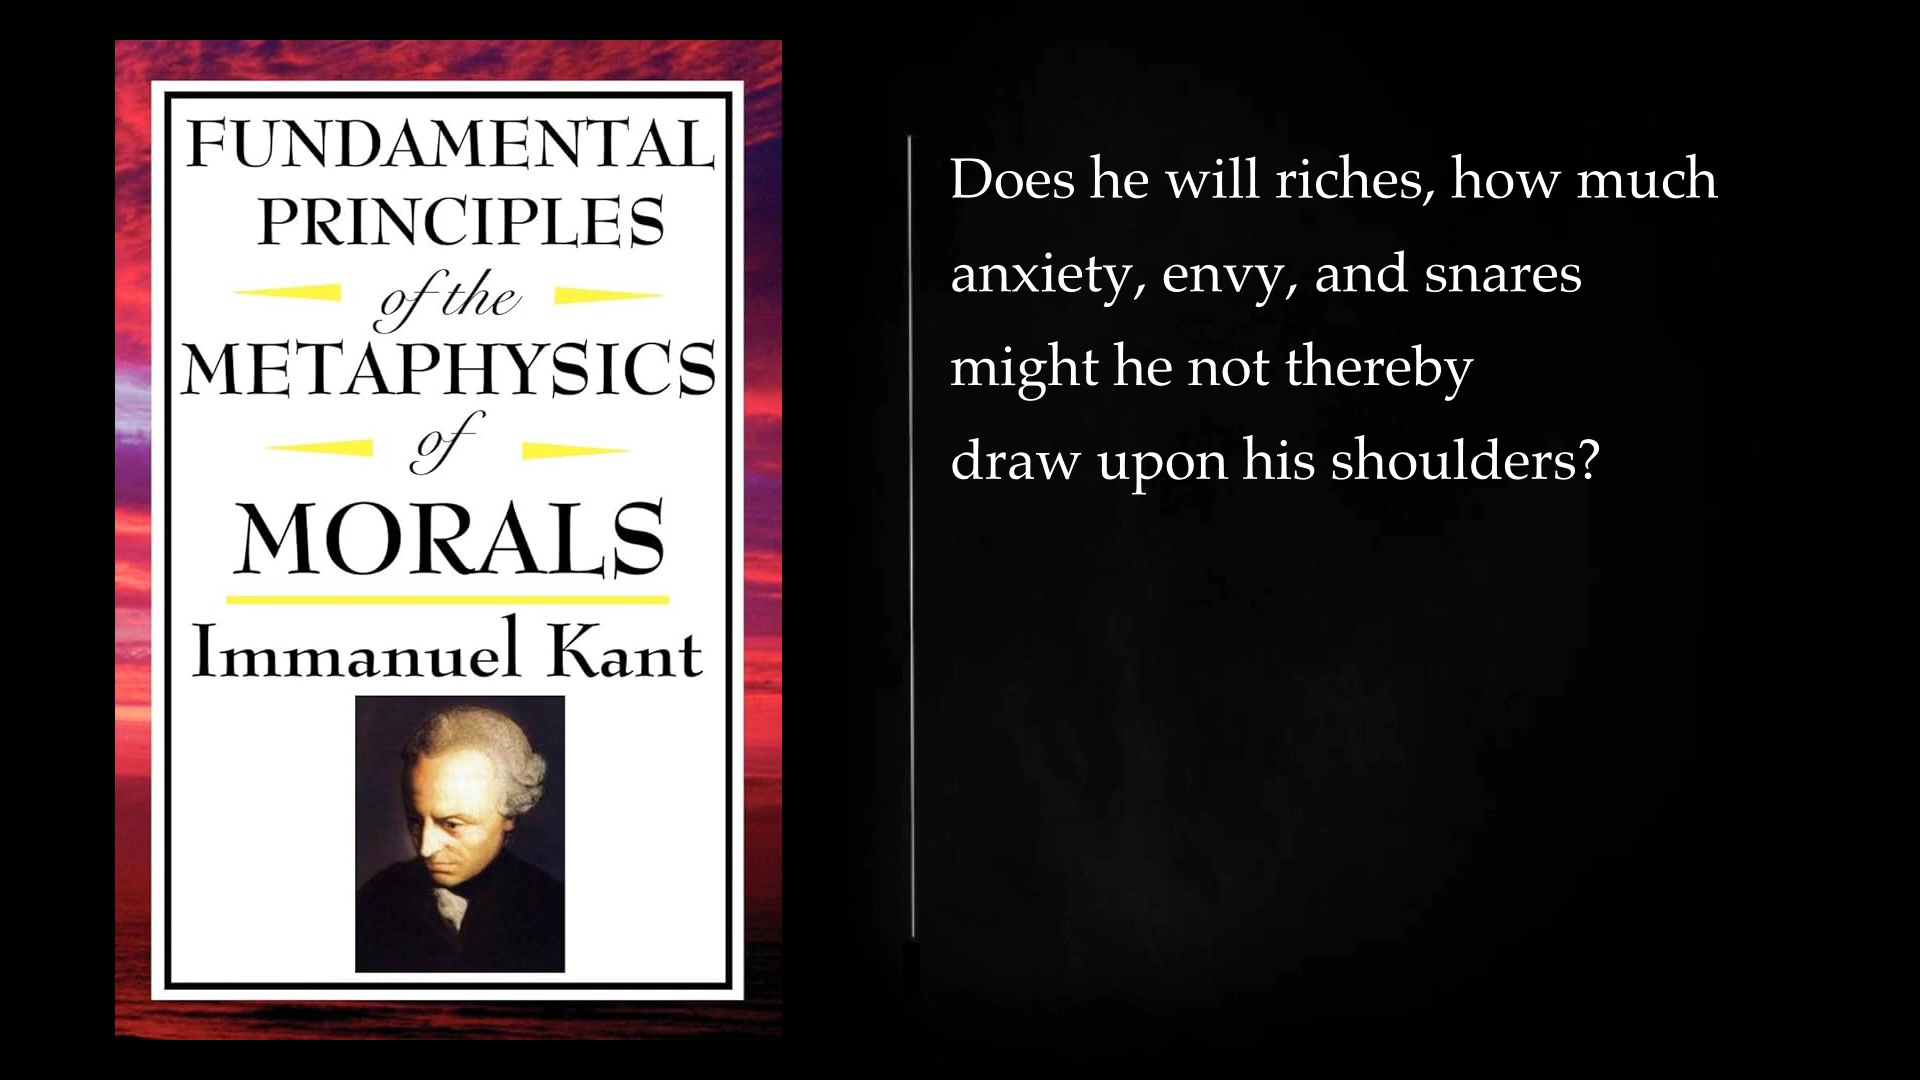 FUNDAMENTAL
PRINCIPLES
of the
METAPHYSICS
of
MORALS
Immanuel Kant
Does he will riches, how much
anxiety, envy, and snares
might he not thereby
draw upon his shoulders?